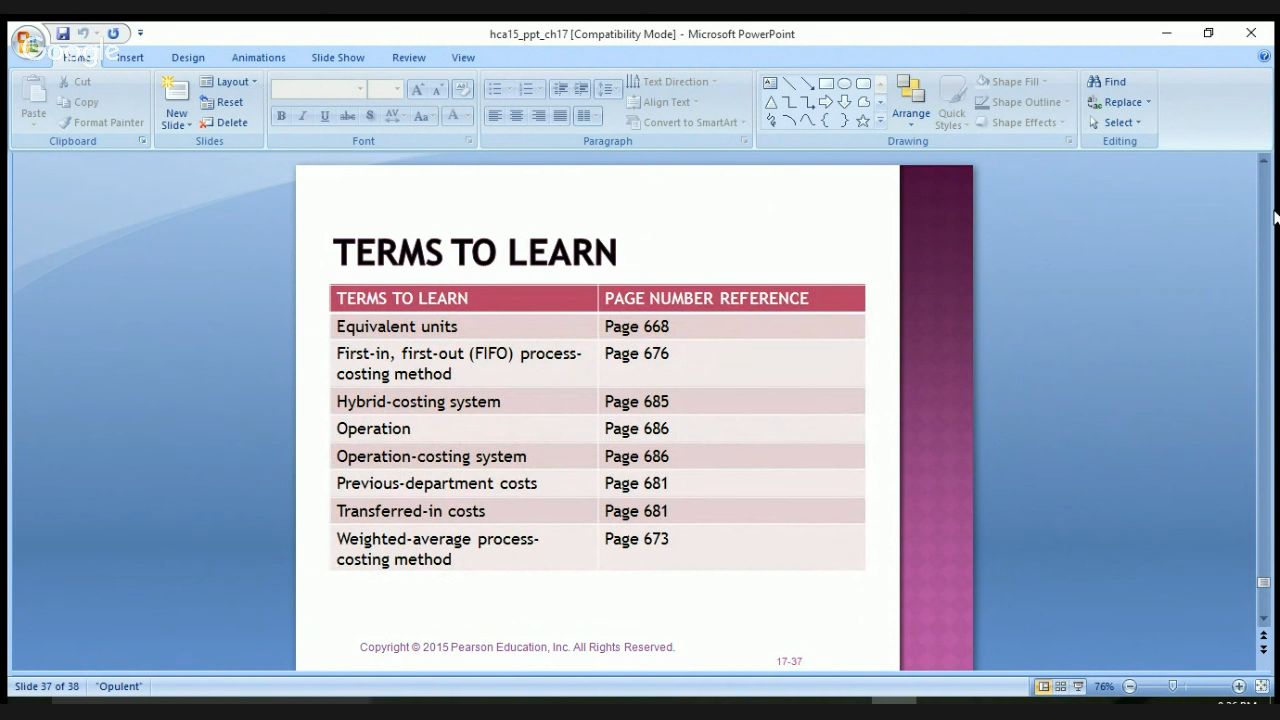 hca15_ppt_ch17 [Compatibility Mode] - Microsoft PowerPoint
Google
Home Insert Design Animations Slide Show Review View
Paste
Cut
Copy
Format Painter
Clipboard
New
Slide
Layout
Reset
Delete
Slides
B I U abc S AV Aa A
Font
Text Direction
Align Text
Convert to SmartArt
Paragraph
Arrange
Quick
Styles
Shape Fill
Shape Outline
Shape Effects
Drawing
Find
Replace
Select
Editing
TERMS TO LEARN
TERMS TO LEARN PAGE NUMBER REFERENCE
Equivalent units Page 668
First-in, first-out (FIFO) process- Page 676
costing method
Hybrid-costing system Page 685
Operation Page 686
Operation-costing system Page 686
Previous-department costs Page 681
Transferred-in costs Page 681
Weighted-average process- Page 673
costing method
Copyright © 2015 Pearson Education, Inc. All Rights Reserved.
17-37
Slide 37 of 38 "Opulent" 76%